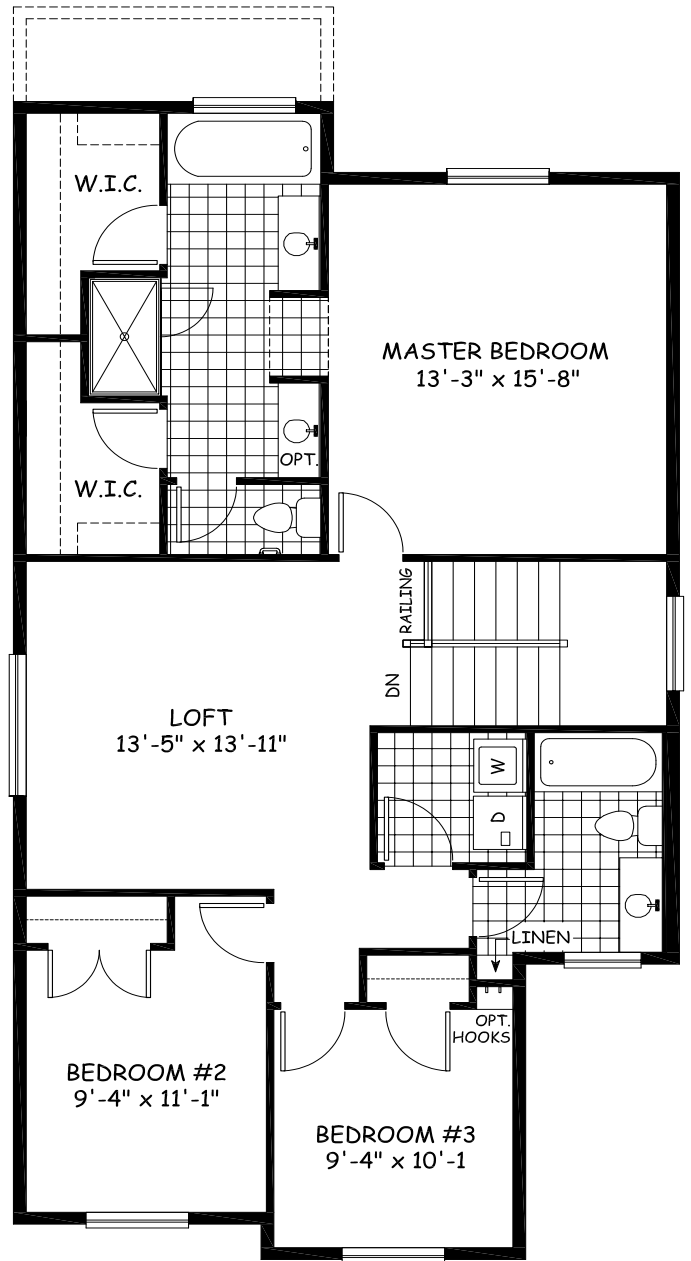 W.I.C.
MASTER BEDROOM
13'-3" x 15'-8"
OPT.
W.I.C.
RAILING
DN
LOFT
13'-5" x 13'-11"
W
D
LINEN
OPT.
HOOKS
BEDROOM #2
9'-4" x 11'-1"
BEDROOM #3
9'-4" x 10'-1